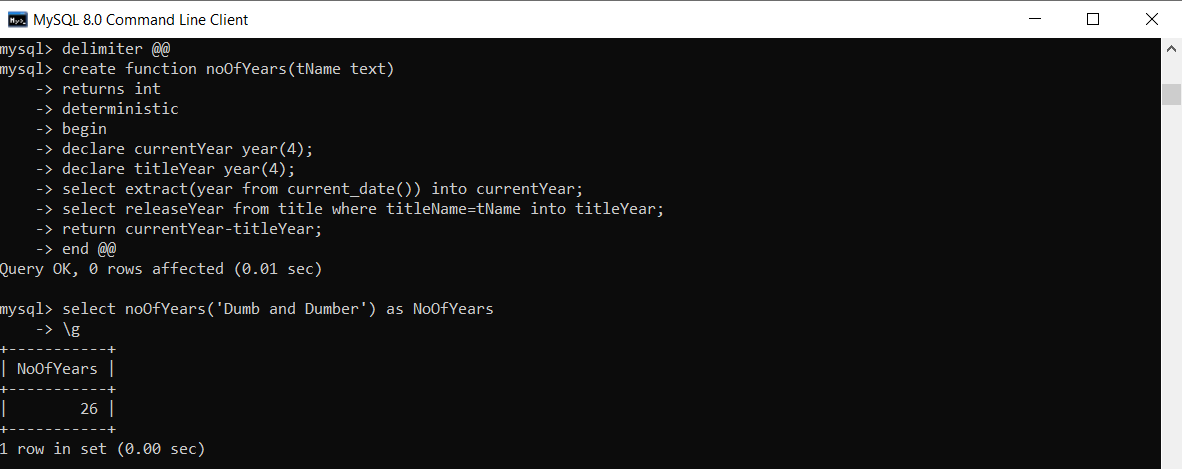 MySQL 8.0 Command Line Client
mysql> delimiter @@
mysql> create function noOfYears(tName text)
    -> returns int
    -> deterministic
    -> begin
    -> declare currentYear year(4);
    -> declare titleYear year(4);
    -> select extract(year from current_date()) into currentYear;
    -> select releaseYear from title where titleName=tName into titleYear;
    -> return currentYear-titleYear;
    -> end @@
Query OK, 0 rows affected (0.01 sec)

mysql> select noOfYears('Dumb and Dumber') as NoOfYears
    -> \g
+-----------+
| NoOfYears |
+-----------+
|        26 |
+-----------+
1 row in set (0.00 sec)